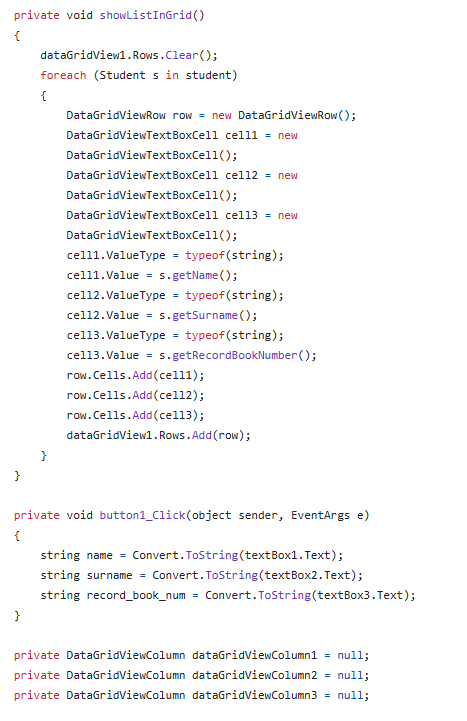 private void showListInGrid()
{
dataGridView1.Rows.Clear();
foreach (Student s in student)
{
DataGridViewRow row = new DataGridViewRow();
DataGridViewTextBoxCell cell1 = new
DataGridViewTextBoxCell();
DataGridViewTextBoxCell cell2 = new
DataGridViewTextBoxCell();
DataGridViewTextBoxCell cell3 = new
DataGridViewTextBoxCell();
cell1.ValueType = typeof(string);
cell1.Value = s.getName();
cell2.ValueType = typeof(string);
cell2.Value = s.getSurname();
cell3.ValueType = typeof(string);
cell3.Value = s.getRecordBookNumber();
row.Cells.Add(cell1);
row.Cells.Add(cell2);
row.Cells.Add(cell3);
dataGridView1.Rows.Add(row);
}
}
private void button1_Click(object sender, EventArgs e)
{
string name = Convert.ToString(textBox1.Text);
string surname = Convert.ToString(textBox2.Text);
string record_book_num = Convert.ToString(textBox3.Text);
}
private DataGridViewColumn dataGridViewColumn1 = null;
private DataGridViewColumn dataGridViewColumn2 = null;
private DataGridViewColumn dataGridViewColumn3 = null;